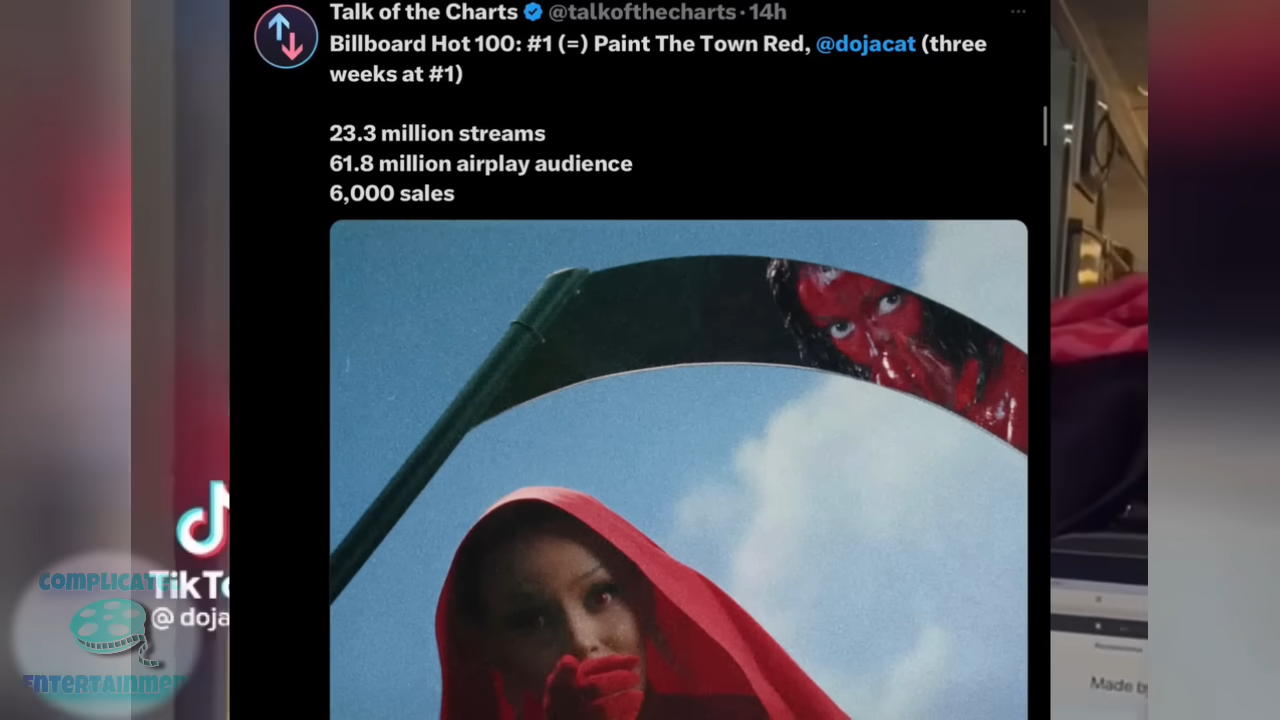 Talk of the Charts @talkofthecharts · 14h
Billboard Hot 100: #1 (=) Paint The Town Red, @dojacat (three
weeks at #1)
23.3 million streams
61.8 million airplay audience
6,000 sales
COMPLICATE
ENTERTAINMEN
TikTo
@ doja
Made b